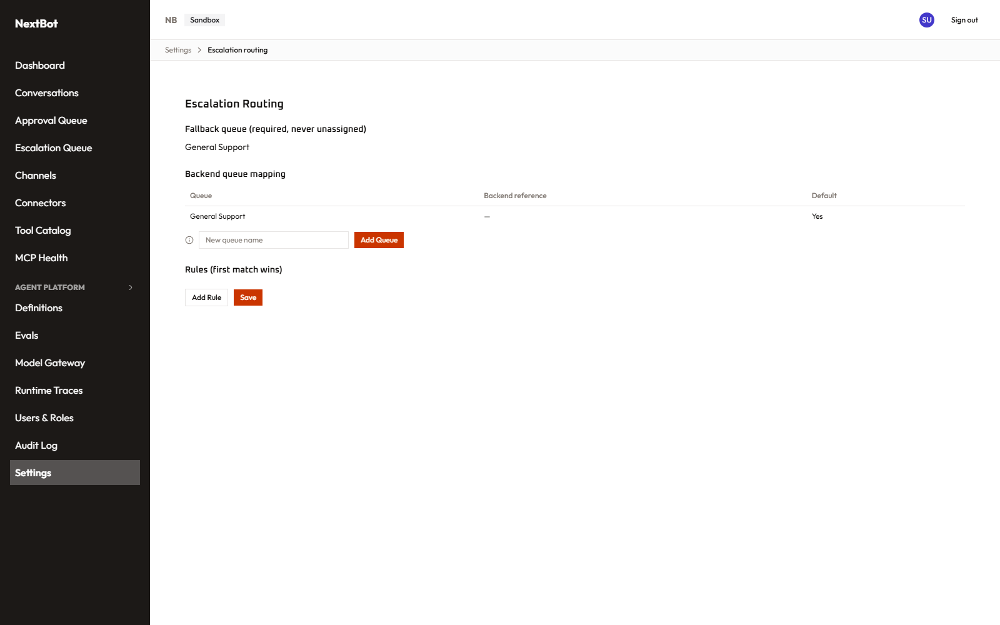 NextBot
Dashboard
Conversations
Approval Queue
Escalation Queue
Channels
Connectors
Tool Catalog
MCP Health
AGENT PLATFORM
Definitions
Evals
Model Gateway
Runtime Traces
Users & Roles
Audit Log
Settings
NB Sandbox
SU Sign out
Settings > Escalation routing
Escalation Routing
Fallback queue (required, never unassigned)
General Support
Backend queue mapping
Queue Backend reference Default
General Support — Yes
New queue name Add Queue
Rules (first match wins)
Add Rule Save